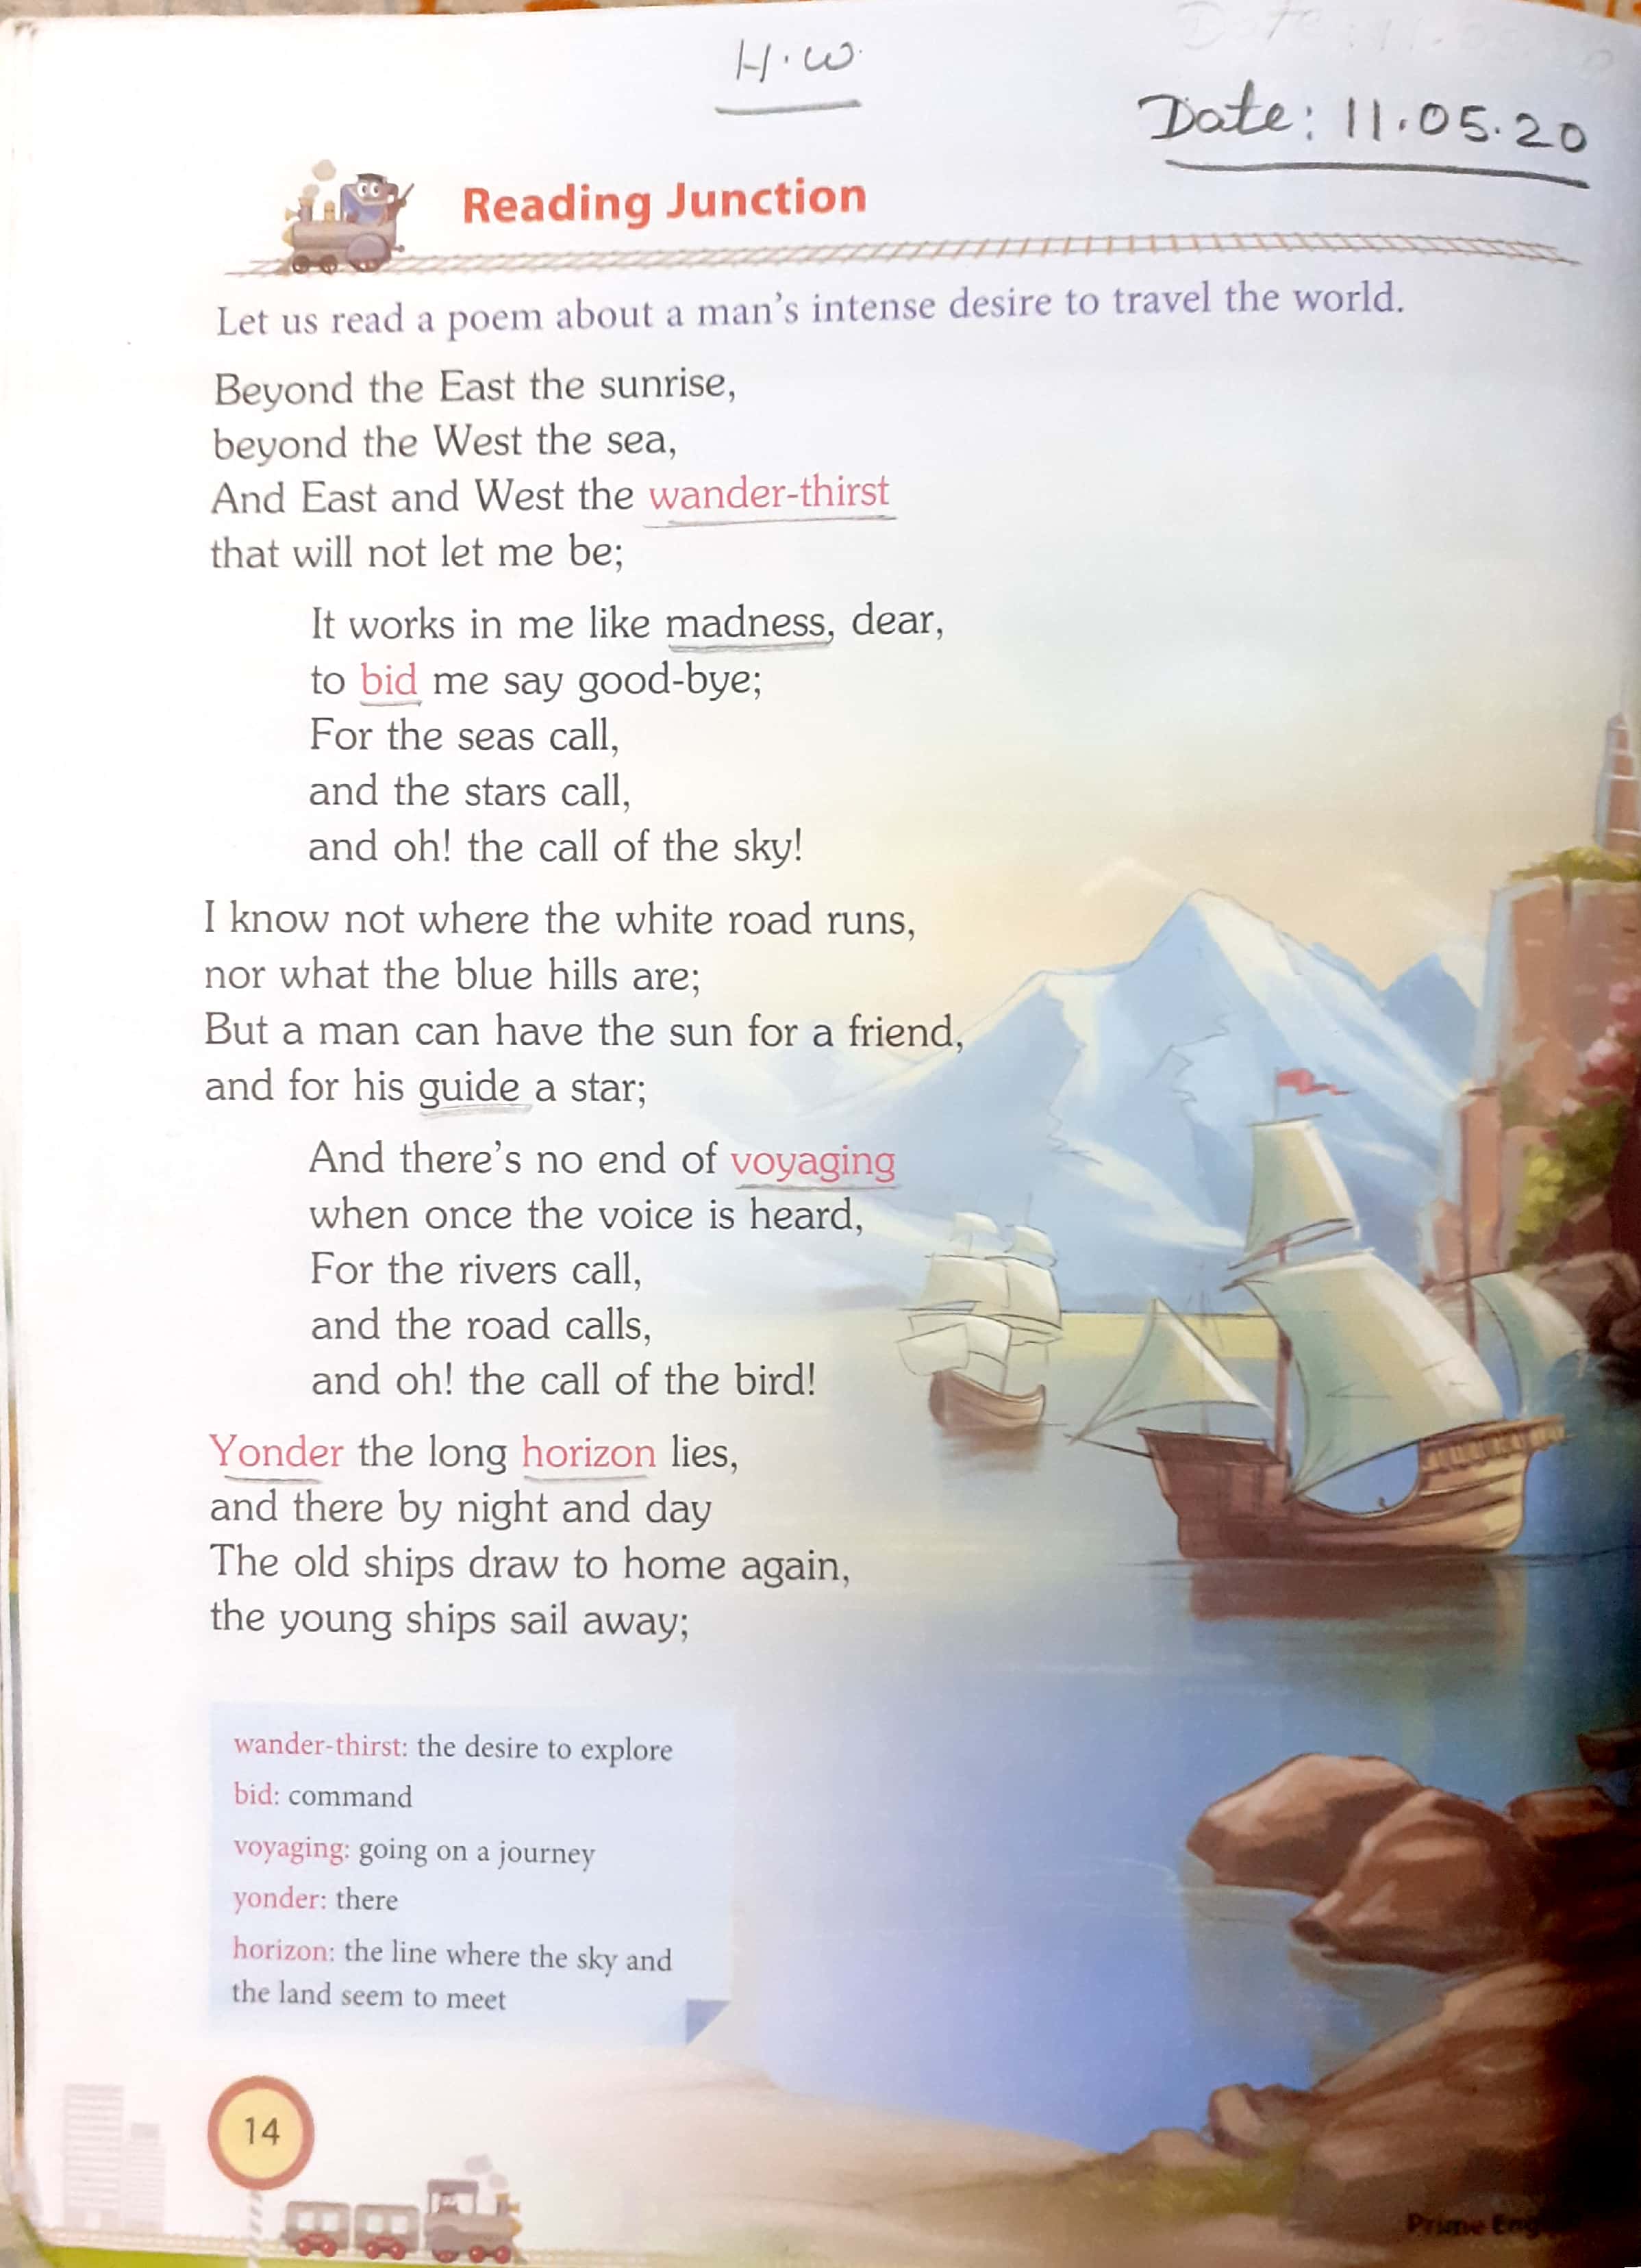 H.W.
Date: 11.05.20
Reading Junction
Let us read a poem about a man's intense desire to travel the world.
Beyond the East the sunrise,
beyond the West the sea,
And East and West the wander-thirst
that will not let me be;
It works in me like madness, dear,
to bid me say good-bye;
For the seas call,
and the stars call,
and oh! the call of the sky!
I know not where the white road runs,
nor what the blue hills are;
But a man can have the sun for a friend,
and for his guide a star;
And there's no end of voyaging
when once the voice is heard,
For the rivers call,
and the road calls,
and oh! the call of the bird!
Yonder the long horizon lies,
and there by night and day
The old ships draw to home again,
the young ships sail away;
wander-thirst: the desire to explore
bid: command
voyaging: going on a journey
yonder: there
horizon: the line where the sky and
the land seem to meet
14
Prime